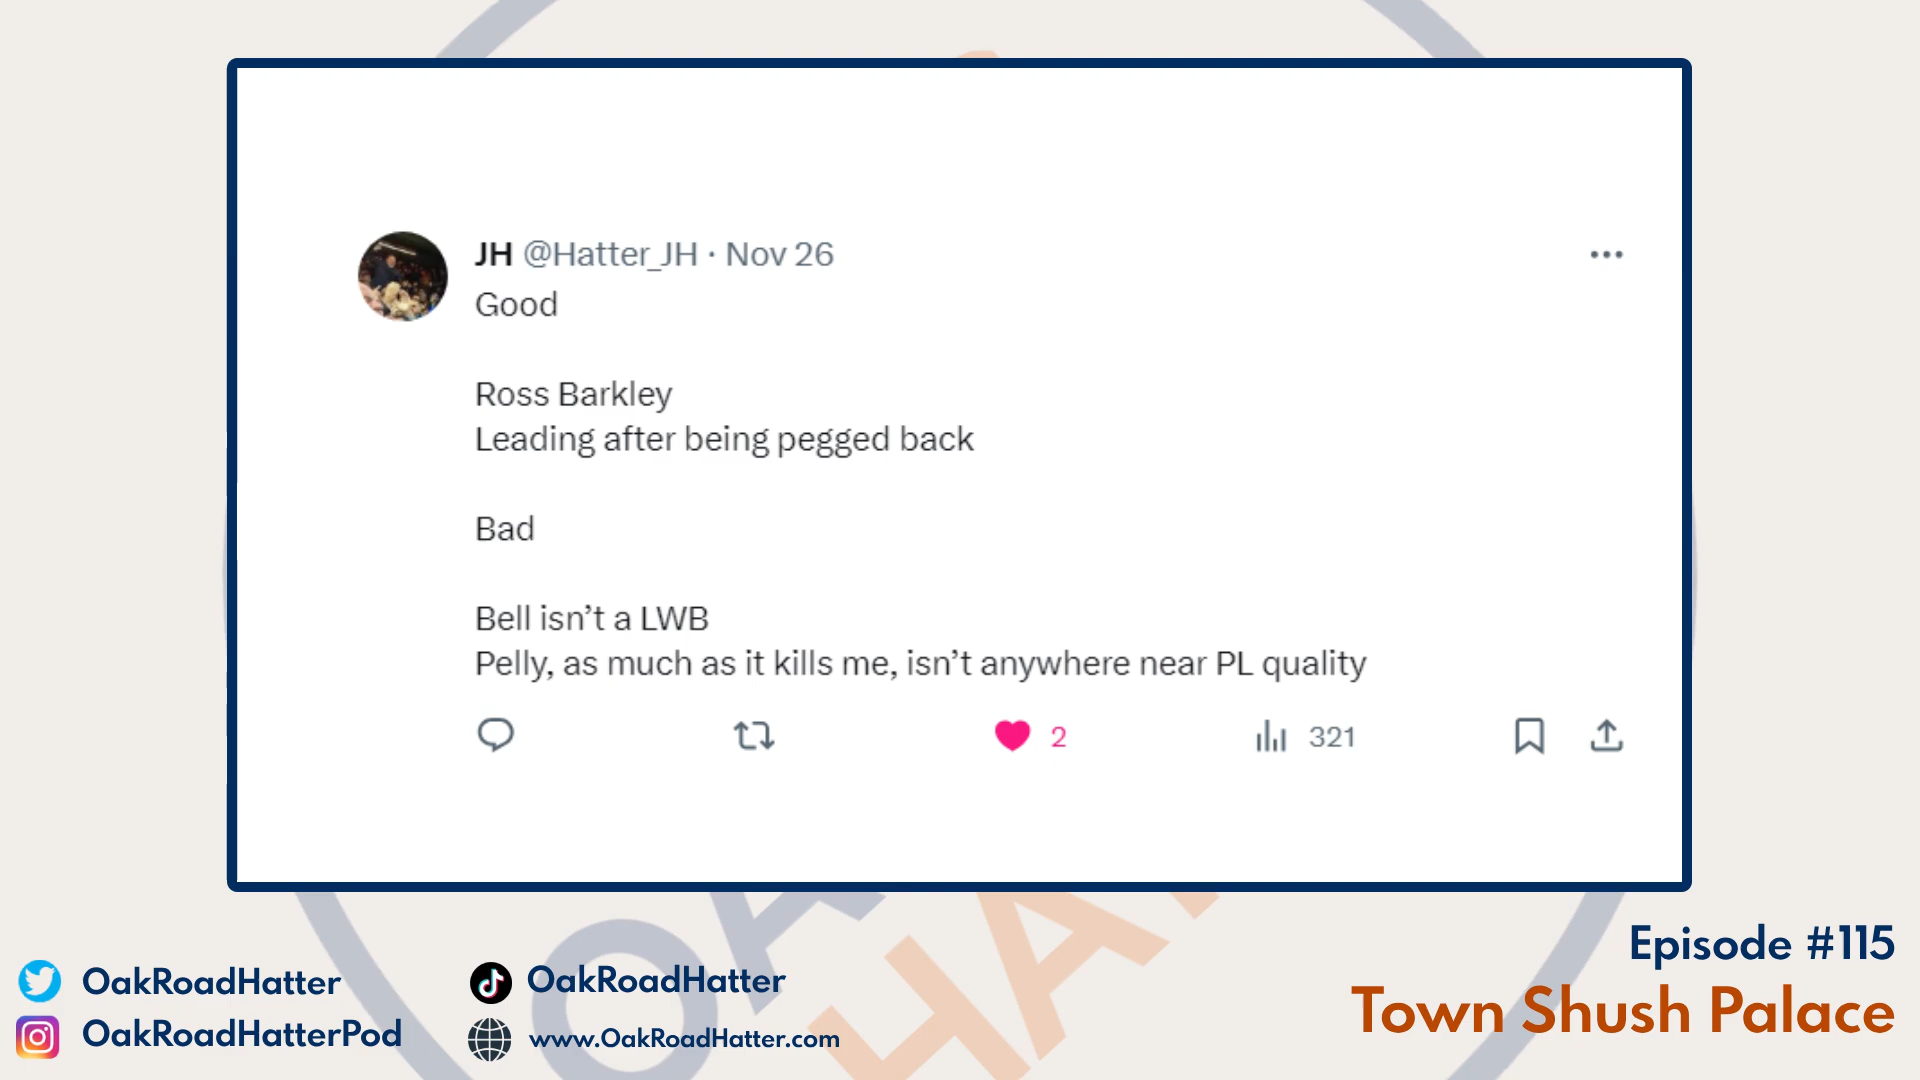 JH @Hatter_JH · Nov 26
Good
Ross Barkley
Leading after being pegged back
Bad
Bell isn’t a LWB
Pelly, as much as it kills me, isn’t anywhere near PL quality
2
321
OA
HA
Episode #115
Town Shush Palace
OakRoadHatter
OakRoadHatter
OakRoadHatterPod
www.OakRoadHatter.com